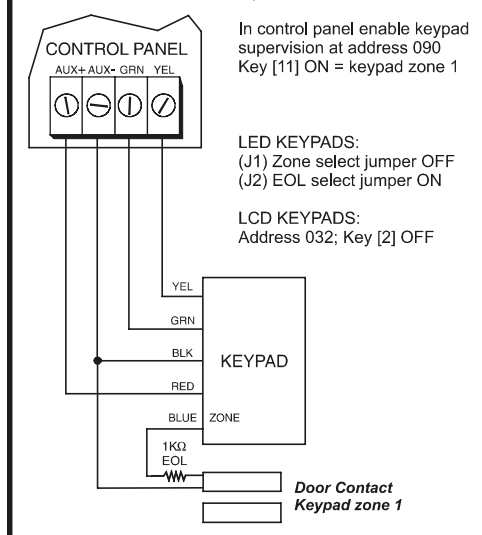 In control panel enable keypad
supervision at address 090
Key [11] ON = keypad zone 1
CONTROL PANEL
AUX+ AUX- GRN YEL
LED KEYPADS:
(J1) Zone select jumper OFF
(J2) EOL select jumper ON
LCD KEYPADS:
Address 032; Key [2] OFF
YEL
GRN
BLK
KEYPAD
RED
BLUE ZONE
1KΩ
EOL
Door Contact
Keypad zone 1